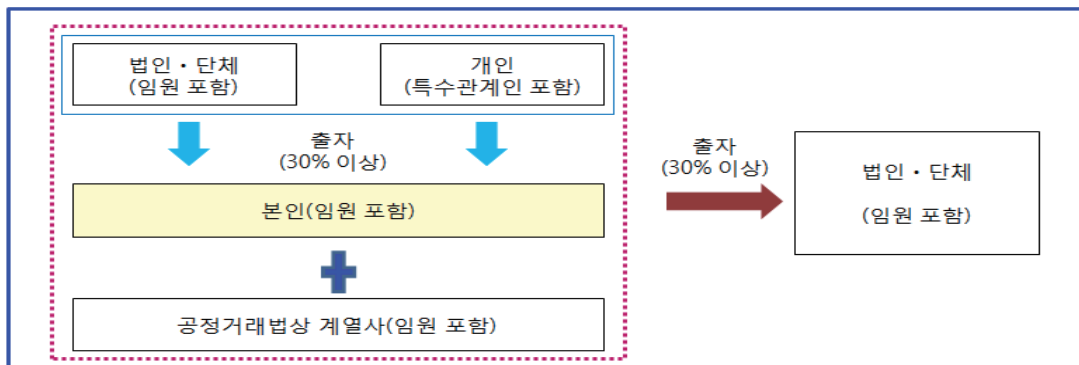 법인・단체
(임원 포함)
개인
(특수관계인 포함)
출자
(30% 이상)
본인(임원 포함)
공정거래법상 계열사(임원 포함)
출자
(30% 이상)
법인・단체
(임원 포함)